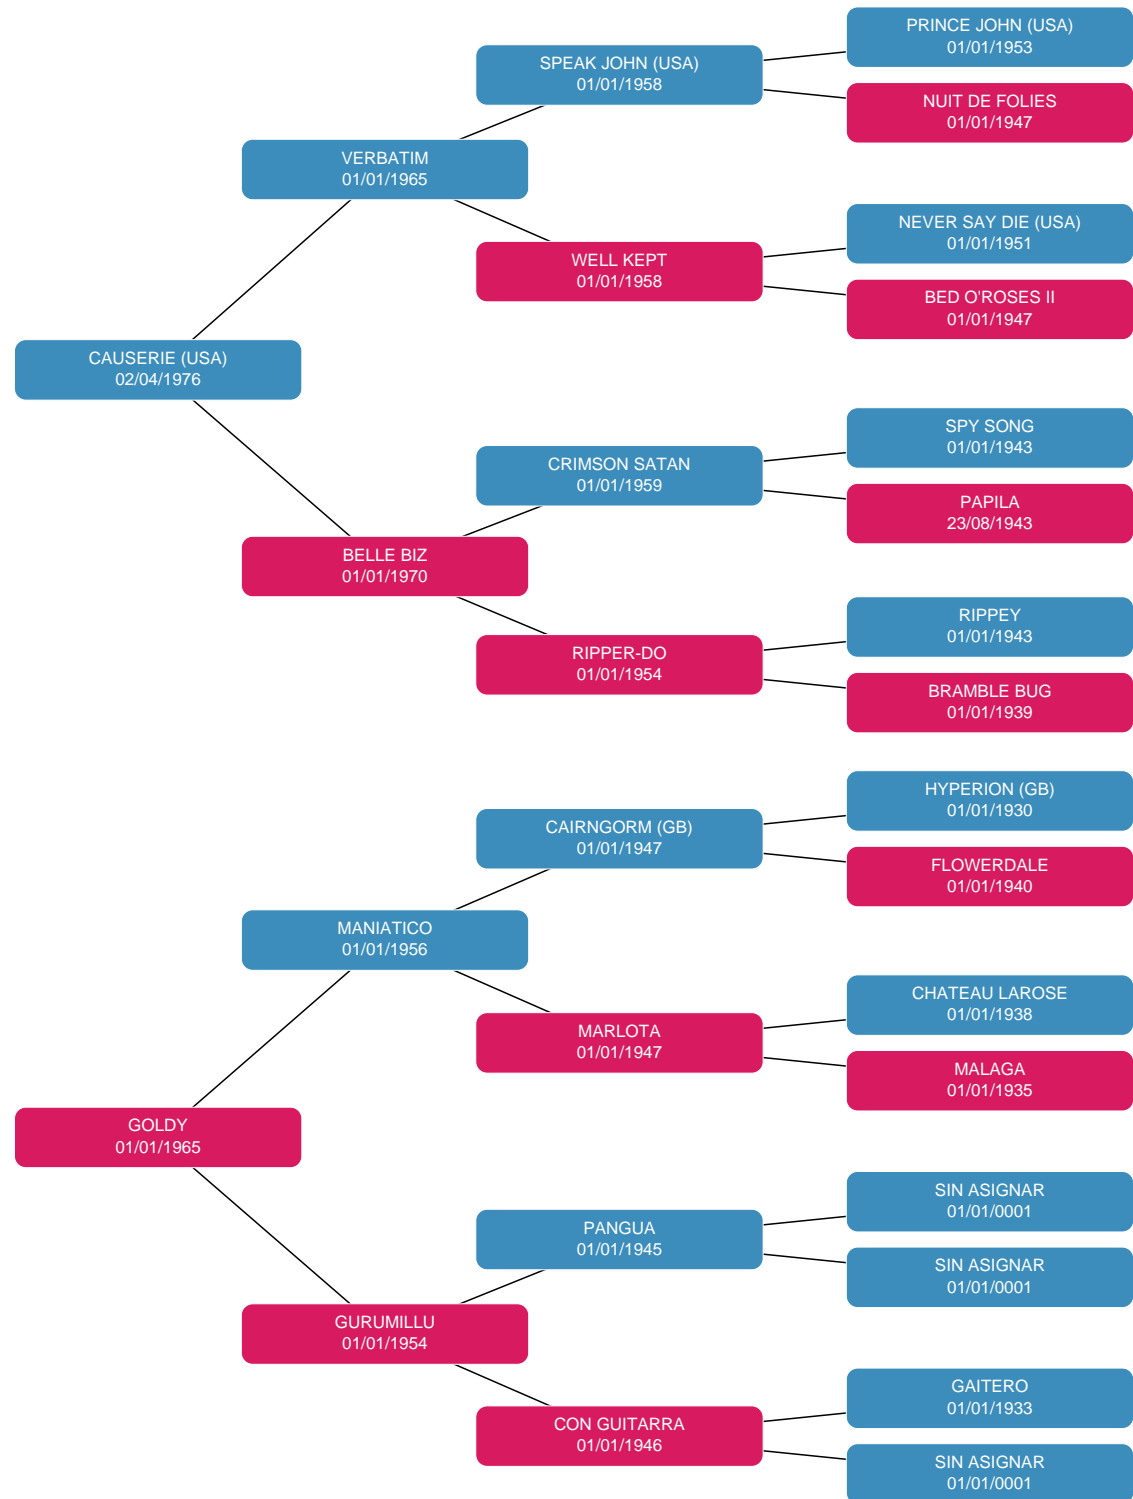 PRINCE JOHN (USA)
01/01/1953
SPEAK JOHN (USA)
01/01/1958
NUIT DE FOLIES
01/01/1947
VERBATIM
01/01/1965
NEVER SAY DIE (USA)
01/01/1951
WELL KEPT
01/01/1958
BED O'ROSES II
01/01/1947
CAUSERIE (USA)
02/04/1976
SPY SONG
01/01/1943
CRIMSON SATAN
01/01/1959
PAPILA
23/08/1943
BELLE BIZ
01/01/1970
RIPPEY
01/01/1943
RIPPER-DO
01/01/1954
BRAMBLE BUG
01/01/1939
HYPERION (GB)
01/01/1930
CAIRNGORM (GB)
01/01/1947
FLOWERDALE
01/01/1940
MANIATICO
01/01/1956
CHATEAU LAROSE
01/01/1938
MARLOTA
01/01/1947
MALAGA
01/01/1935
GOLDY
01/01/1965
SIN ASIGNAR
01/01/0001
PANGUA
01/01/1945
SIN ASIGNAR
01/01/0001
GURUMILLU
01/01/1954
GAITERO
01/01/1933
CON GUITARRA
01/01/1946
SIN ASIGNAR
01/01/0001